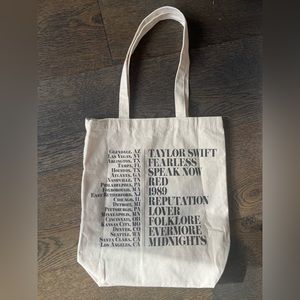 Glendale, AZ
Las Vegas, NV
Arlington, TX
Tampa, FL
Houston, TX
Atlanta, GA
Nashville, TN
Philadelphia, PA
Foxborough, MA
East Rutherford, NJ
Chicago, IL
Detroit, MI
Pittsburgh, PA
Minneapolis, MN
Cincinnati, OH
Kansas City, MO
Denver, CO
Seattle, WA
Santa Clara, CA
Los Angeles, CA
TAYLOR SWIFT
FEARLESS
SPEAK NOW
RED
1989
REPUTATION
LOVER
FOLKLORE
EVERMORE
MIDNIGHTS